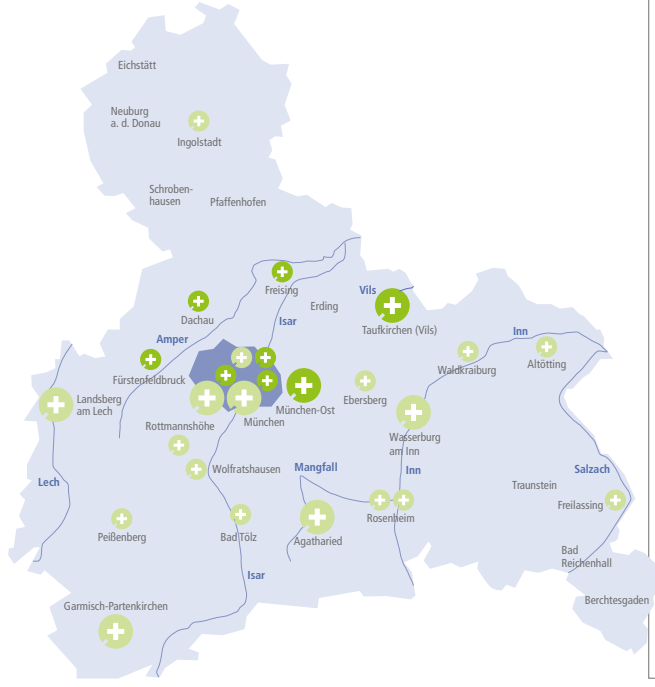 Eichstätt
Neuburg
a. d. Donau
Ingolstadt
Schroben-
hausen
Pfaffenhofen
Freising
Vils
Erding
Taufkirchen (Vils)
Dachau
Isar
Amper
Inn
Fürstenfeldbruck
Waldkraiburg
Altötting
Landsberg
am Lech
München-Ost
Ebersberg
München
Rottmannshöhe
Wasserburg
am Inn
Wolfratshausen
Mangfall
Inn
Salzach
Lech
Traunstein
Freilassing
Rosenheim
Peißenberg
Bad Tölz
Agatharied
Bad
Reichenhall
Isar
Berchtesgaden
Garmisch-Partenkirchen